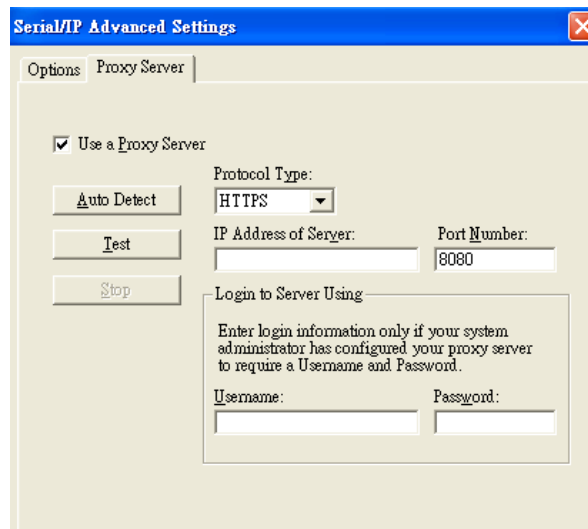 Serial/IP Advanced Settings
Options
Proxy Server
Use a Proxy Server
Auto Detect
Test
Stop
Protocol Type:
HTTPS
IP Address of Server:
Port Number:
8080
Login to Server Using
Enter login information only if your system
administrator has configured your proxy server
to require a Username and Password.
Username:
Password: